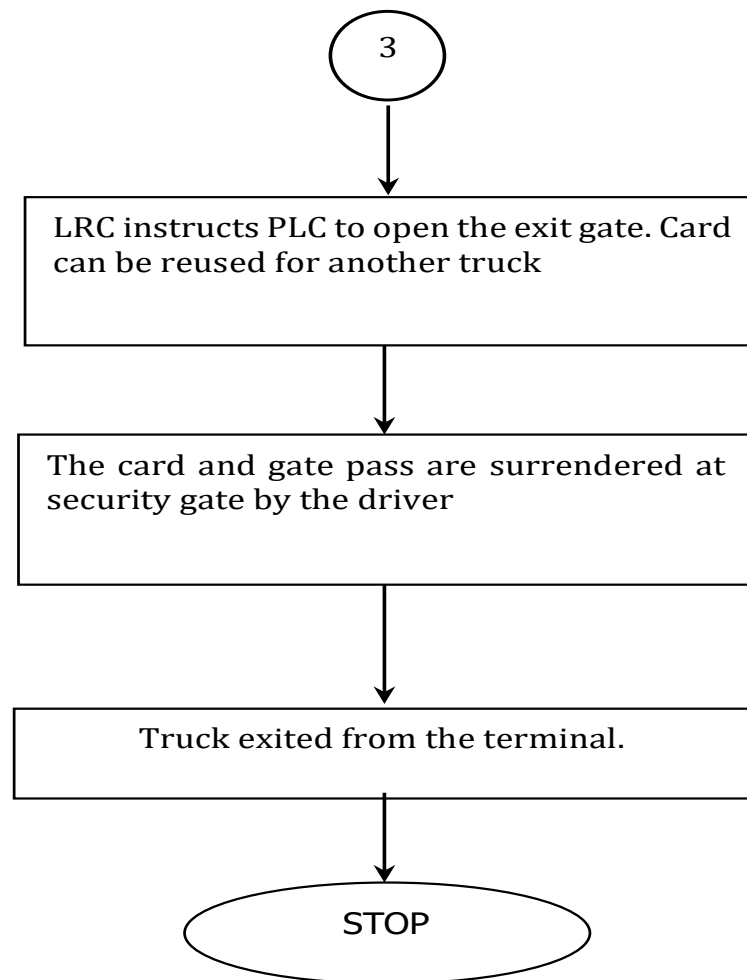 3
LRC instructs PLC to open the exit gate. Card
can be reused for another truck
The card and gate pass are surrendered at
security gate by the driver
Truck exited from the terminal.
STOP